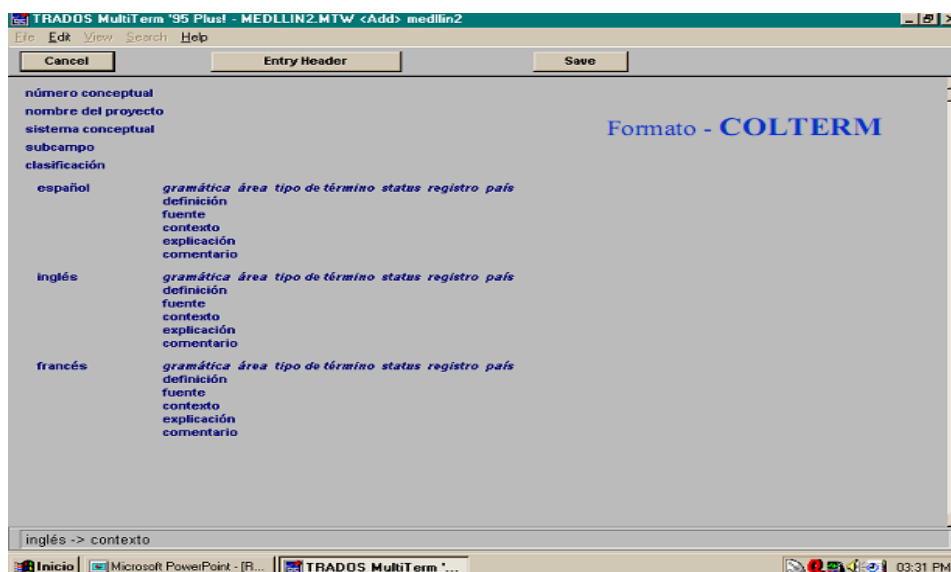 TRADOS MultiTerm '95 Plus! - MEDLLIN2.MTW <Add> medllin2
File Edit View Search Help
Cancel Entry Header Save
número conceptual
nombre del proyecto
sistema conceptual
subcampo
clasificación
Formato - COLTERM
español gramática área tipo de término status registro país
definición
fuente
contexto
explicación
comentario
inglés gramática área tipo de término status registro país
definición
fuente
contexto
explicación
comentario
francés gramática área tipo de término status registro país
definición
fuente
contexto
explicación
comentario
inglés -> contexto
Inicio Microsoft PowerPoint - [R... TRADOS MultiTerm '... 03:31 PM